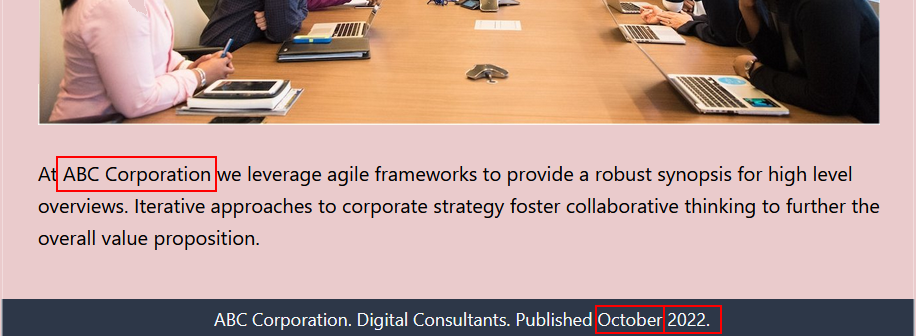 At ABC Corporation we leverage agile frameworks to provide a robust synopsis for high level
overviews. Iterative approaches to corporate strategy foster collaborative thinking to further the
overall value proposition.
ABC Corporation. Digital Consultants. Published October 2022.